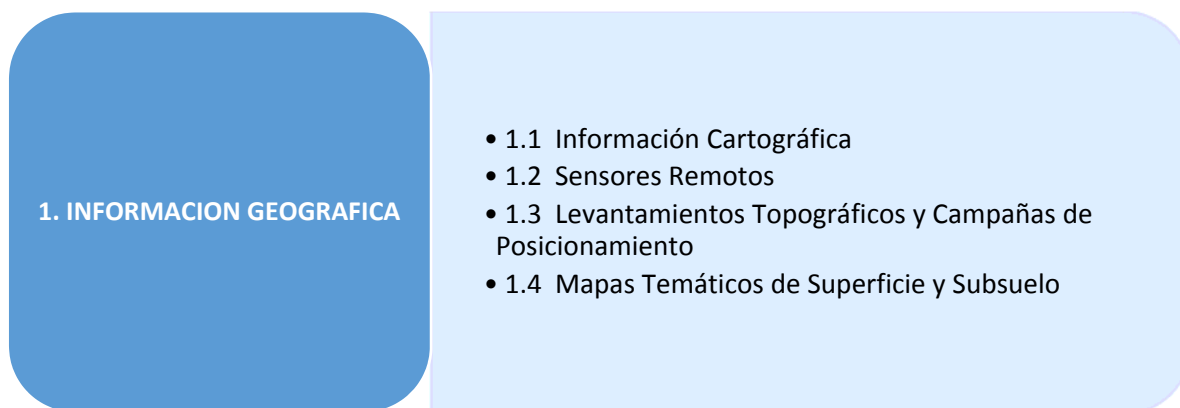 1. INFORMACION GEOGRAFICA
• 1.1 Información Cartográfica
• 1.2 Sensores Remotos
• 1.3 Levantamientos Topográficos y Campañas de
Posicionamiento
• 1.4 Mapas Temáticos de Superficie y Subsuelo